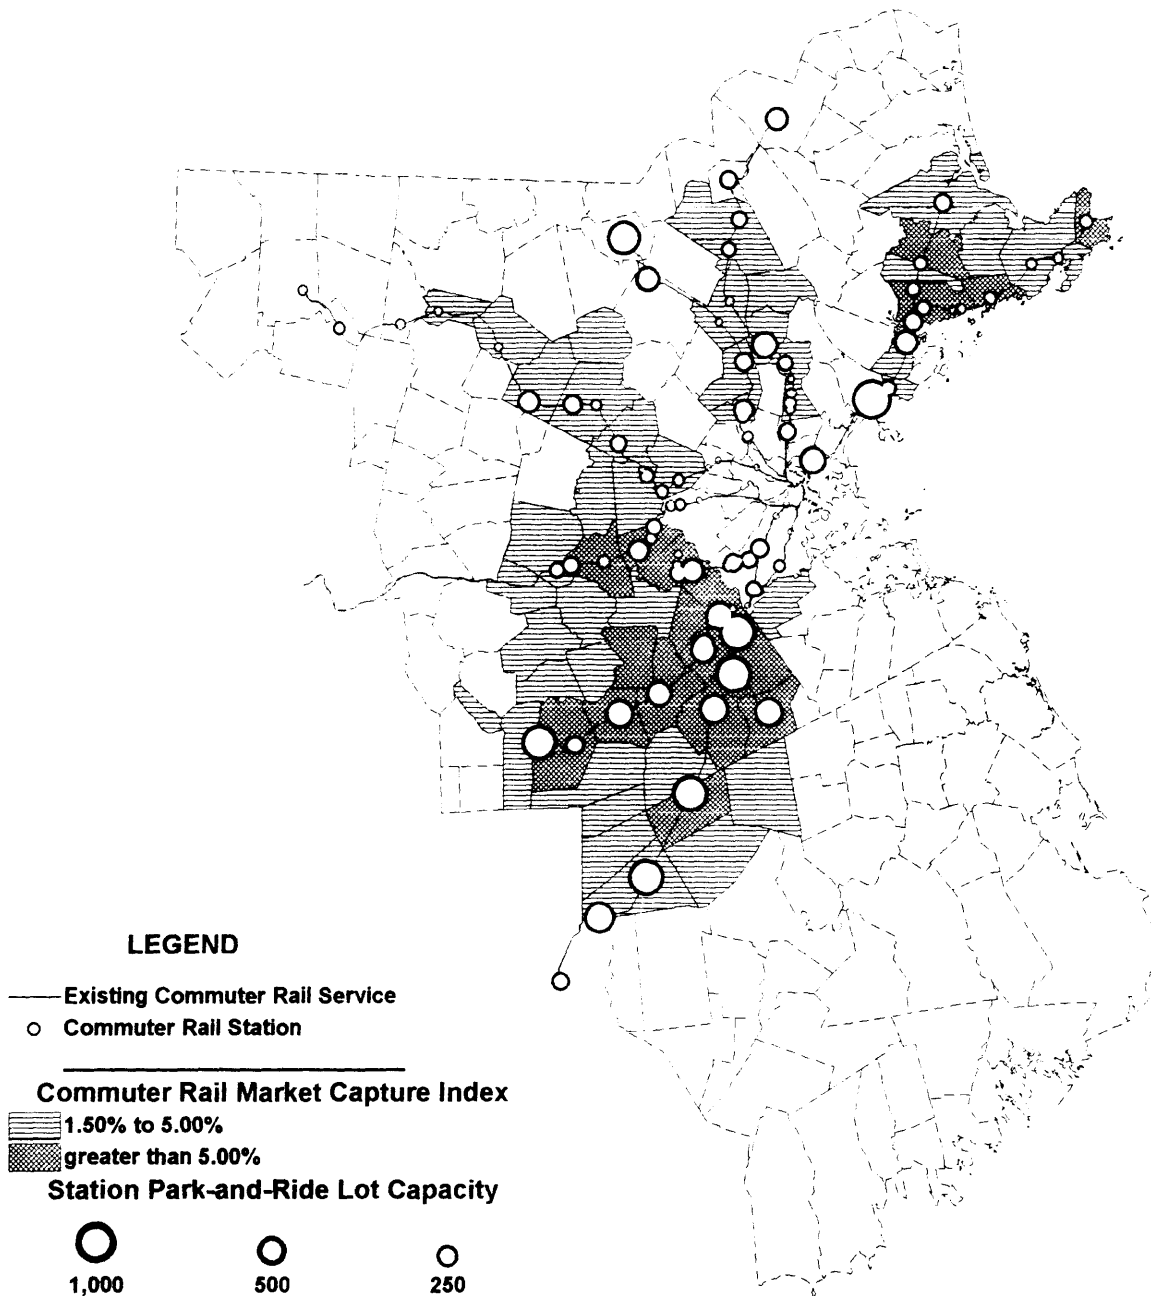 LEGEND
Existing Commuter Rail Service
Commuter Rail Station
Commuter Rail Market Capture Index
1.50% to 5.00%
greater than 5.00%
Station Park-and-Ride Lot Capacity
1,000 500 250